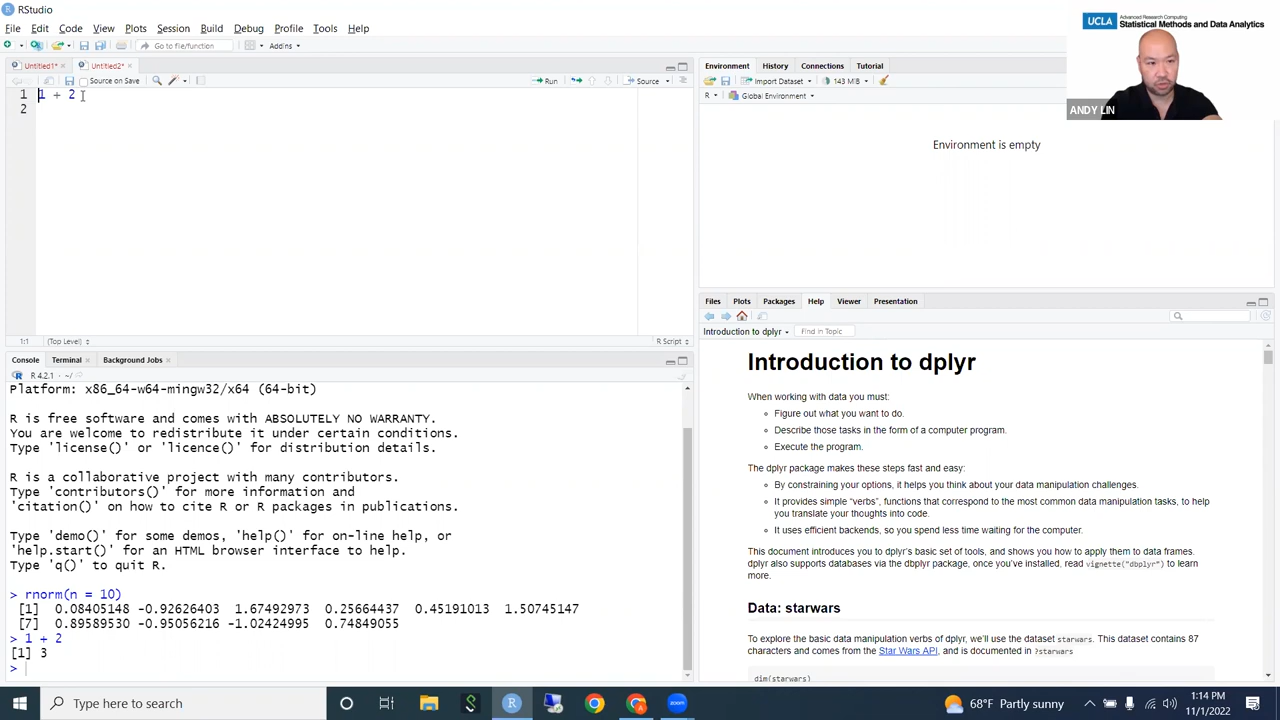 RStudio
File Edit Code View Plots Session Build Debug Profile Tools Help
Go to file/function Addins
UCLA Advanced Research Computing
Statistical Methods and Data Analytics
ANDY LIN
Untitled1* Untitled2*
Source on Save Run Source
1 1 + 2
2
1:1 (Top Level) R Script
Environment History Connections Tutorial
Import Dataset 143 MiB
R Global Environment
Environment is empty
Console Terminal Background Jobs
R 4.2.1 · ~/
Platform: x86_64-w64-mingw32/x64 (64-bit)
R is free software and comes with ABSOLUTELY NO WARRANTY.
You are welcome to redistribute it under certain conditions.
Type 'license()' or 'licence()' for distribution details.
R is a collaborative project with many contributors.
Type 'contributors()' for more information and
'citation()' on how to cite R or R packages in publications.
Type 'demo()' for some demos, 'help()' for on-line help, or
'help.start()' for an HTML browser interface to help.
Type 'q()' to quit R.
> rnorm(n = 10)
[1] 0.08405148 -0.92626403 1.67492973 0.25664437 0.45191013 1.50745147
[7] 0.89589530 -0.95056216 -1.02424995 0.74849055
> 1 + 2
[1] 3
>
Files Plots Packages Help Viewer Presentation
Introduction to dplyr Find in Topic
Introduction to dplyr
When working with data you must:
Figure out what you want to do.
Describe those tasks in the form of a computer program.
Execute the program.
The dplyr package makes these steps fast and easy:
By constraining your options, it helps you think about your data manipulation challenges.
It provides simple “verbs”, functions that correspond to the most common data manipulation tasks, to help
you translate your thoughts into code.
It uses efficient backends, so you spend less time waiting for the computer.
This document introduces you to dplyr's basic set of tools, and shows you how to apply them to data frames.
dplyr also supports databases via the dbplyr package, once you've installed, read vignette("dbplyr") to learn
more.
Data: starwars
To explore the basic data manipulation verbs of dplyr, we'll use the dataset starwars. This dataset contains 87
characters and comes from the Star Wars API, and is documented in ?starwars
dim(starwars)
Type here to search
zoom
68°F Partly sunny
1:14 PM
11/1/2022